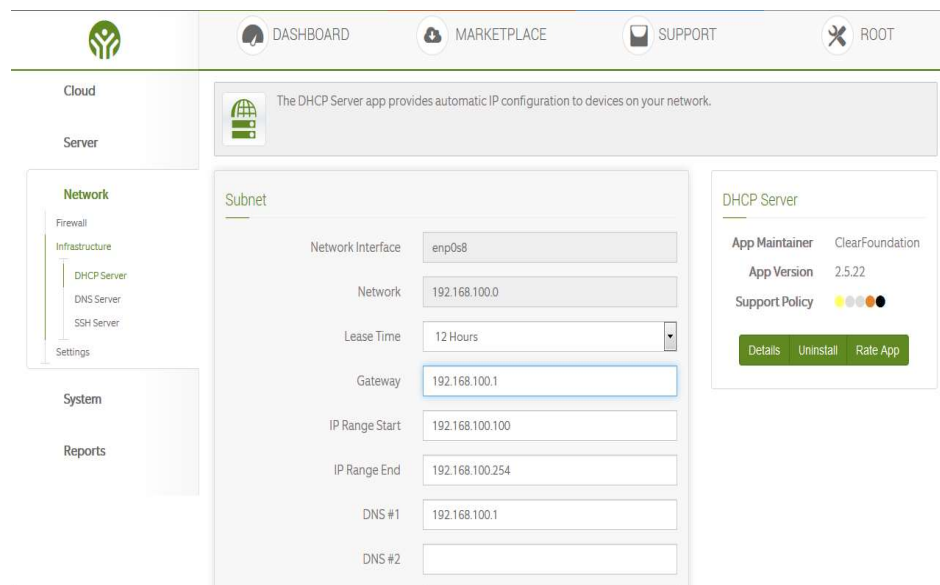 DASHBOARD MARKETPLACE SUPPORT ROOT
Cloud
Server
Network
Firewall
Infrastructure
DHCP Server
DNS Server
SSH Server
Settings
System
Reports
The DHCP Server app provides automatic IP configuration to devices on your network.
Subnet
Network Interface enp0s8
Network 192.168.100.0
Lease Time 12 Hours
Gateway 192.168.100.1
IP Range Start 192.168.100.100
IP Range End 192.168.100.254
DNS #1 192.168.100.1
DNS #2
DHCP Server
App Maintainer ClearFoundation
App Version 2.5.22
Support Policy
Details Uninstall Rate App